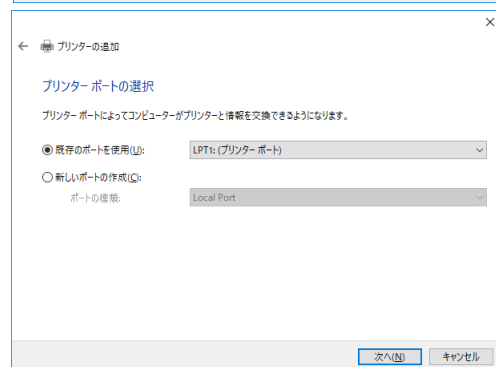 プリンターの追加
プリンター ポートの選択
プリンター ポートによってコンピューターがプリンターと情報を交換できるようになります。
既存のポートを使用(U): LPT1: (プリンター ポート)
新しいポートの作成(C):
ポートの種類: Local Port
次へ(N) キャンセル